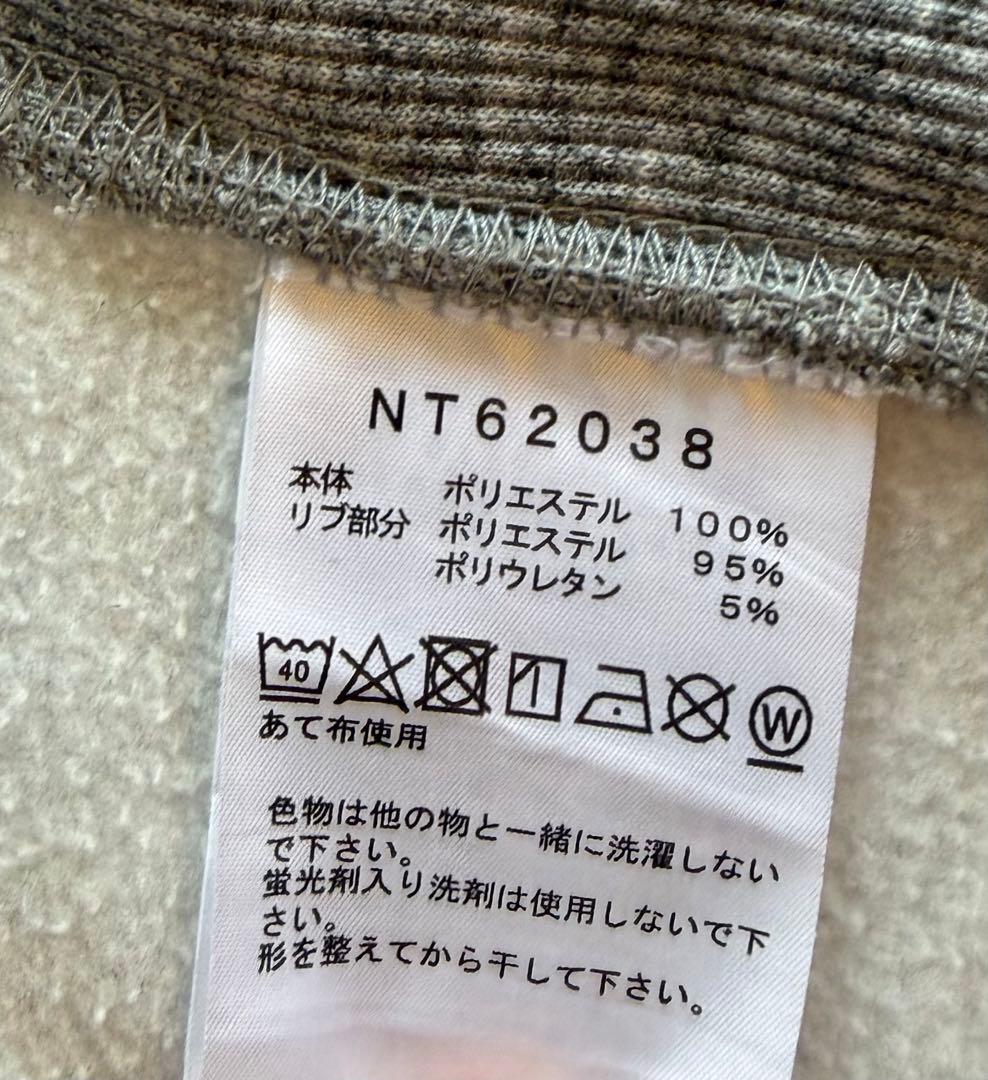 NT62038
本体 ポリエステル 100%
リブ部分 ポリエステル 95%
ポリウレタン 5%
40
W
あて布使用
色物は他の物と一緒に洗濯しない
で下さい。
蛍光剤入り洗剤は使用しないで下
さい。
形を整えてから干して下さい。